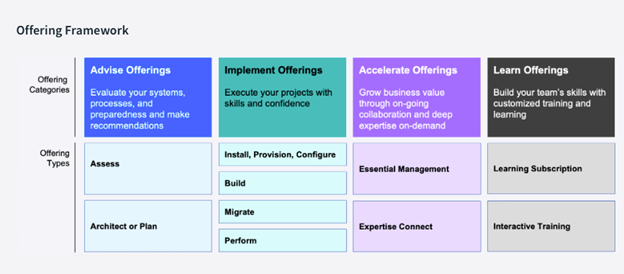 Offering Framework
Offering
Categories
Advise Offerings
Evaluate your systems,
processes, and
preparedness and make
recommendations
Implement Offerings
Execute your projects with
skills and confidence
Accelerate Offerings
Grow business value
through on-going
collaboration and deep
expertise on-demand
Learn Offerings
Build your team's skills with
customized training and
learning
Offering
Types
Assess
Architect or Plan
Install, Provision, Configure
Build
Migrate
Perform
Essential Management
Expertise Connect
Learning Subscription
Interactive Training